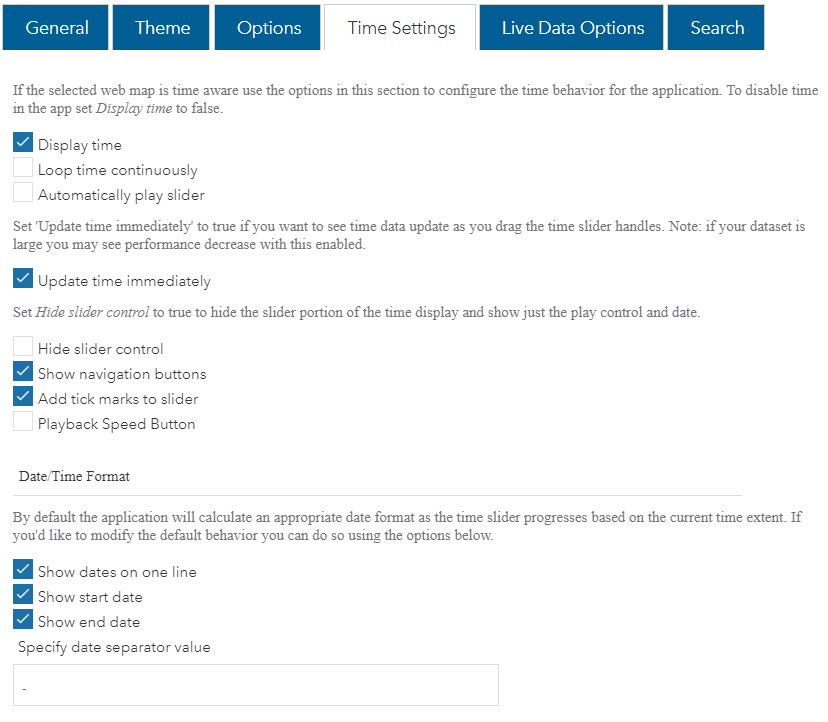 General Theme Options Time Settings Live Data Options Search
If the selected web map is time aware use the options in this section to configure the time behavior for the application. To disable time
in the app set Display time to false.
Display time
Loop time continuously
Automatically play slider
Set 'Update time immediately' to true if you want to see time data update as you drag the time slider handles. Note: if your dataset is
large you may see performance decrease with this enabled.
Update time immediately
Set Hide slider control to true to hide the slider portion of the time display and show just the play control and date.
Hide slider control
Show navigation buttons
Add tick marks to slider
Playback Speed Button
Date/Time Format
By default the application will calculate an appropriate date format as the time slider progresses based on the current time extent. If
you'd like to modify the default behavior you can do so using the options below.
Show dates on one line
Show start date
Show end date
Specify date separator value
-